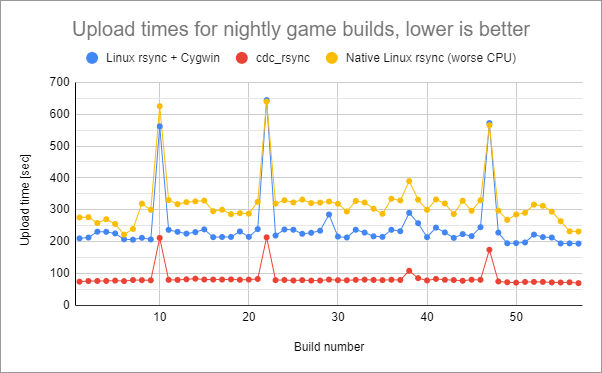 Upload times for nightly game builds, lower is better
Linux rsync + Cygwin cdc_rsync Native Linux rsync (worse CPU)
700
600
500
400
300
200
100
0
Upload time [sec]
10 20 30 40 50
Build number